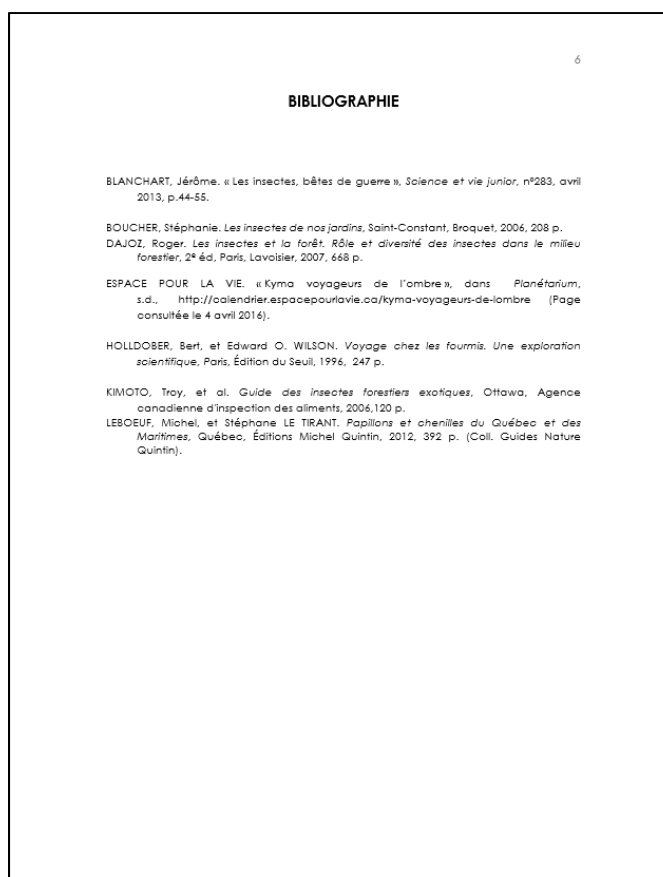 6
BIBLIOGRAPHIE
BLANCHART, Jérôme. « Les insectes, bêtes de guerre », Science et vie junior, nº283, avril
2013, p.44-55.
BOUCHER, Stéphanie. Les insectes de nos jardins, Saint-Constant, Broquet, 2006, 208 p.
DAJOZ, Roger. Les insectes et la forêt. Rôle et diversité des insectes dans le milieu
forestier, 2ᵉ éd, Paris, Lavoisier, 2007, 668 p.
ESPACE POUR LA VIE. « Kyma voyageurs de l'ombre », dans Planétarium,
s.d., http://calendrier.espacepourlavie.ca/kyma-voyageurs-de-lombre (Page
consultée le 4 avril 2016).
HOLLDOBER, Bert, et Edward O. WILSON. Voyage chez les fourmis. Une exploration
scientifique, Paris, Édition du Seuil, 1996, 247 p.
KIMOTO, Troy, et al. Guide des insectes forestiers exotiques, Ottawa, Agence
canadienne d'inspection des aliments, 2006,120 p.
LEBOEUF, Michel, et Stéphane LE TIRANT. Papillons et chenilles du Québec et des
Maritimes, Québec, Éditions Michel Quintin, 2012, 392 p. (Coll. Guides Nature
Quintin).